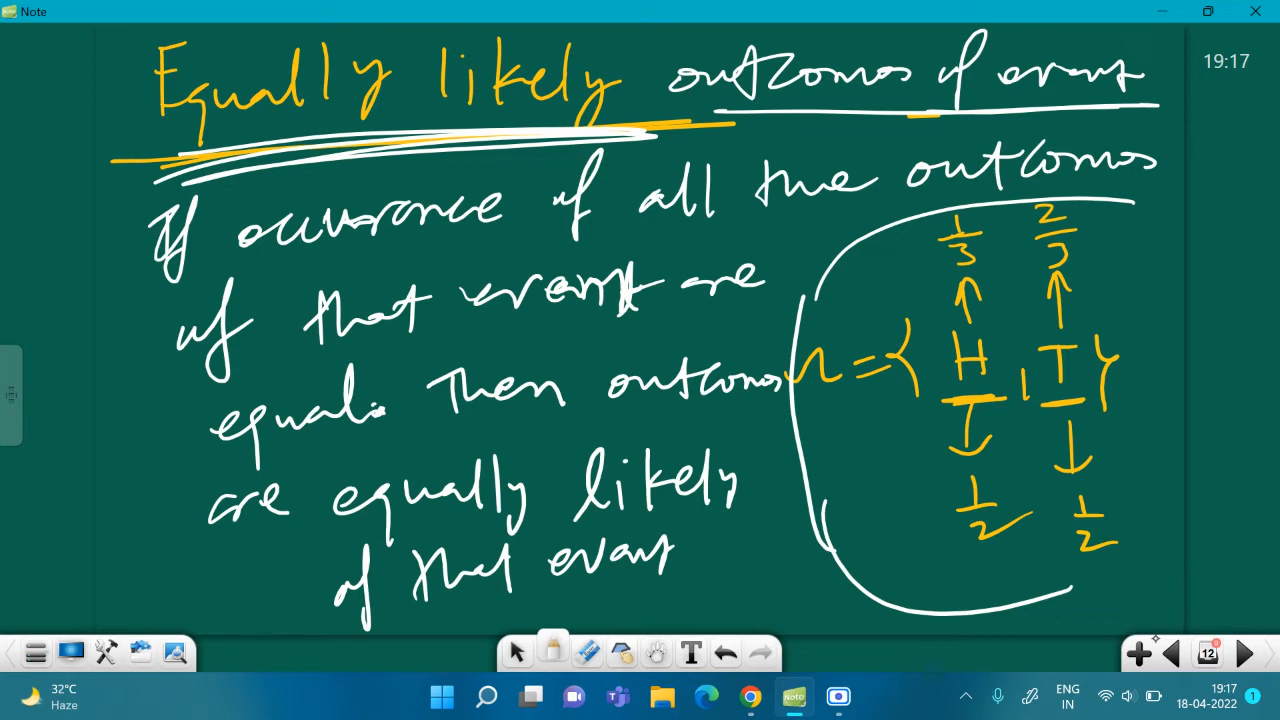 Note
19:17
Equally likely outcomes of event
If occurance of all the outcomes
of that event are
equal. Then outcomes
are equally likely
of that event
1/3 2/3
Ω = { H , T }
1/2 1/2
T
12
32°C
Haze
ENG
IN
19:17
18-04-2022
1